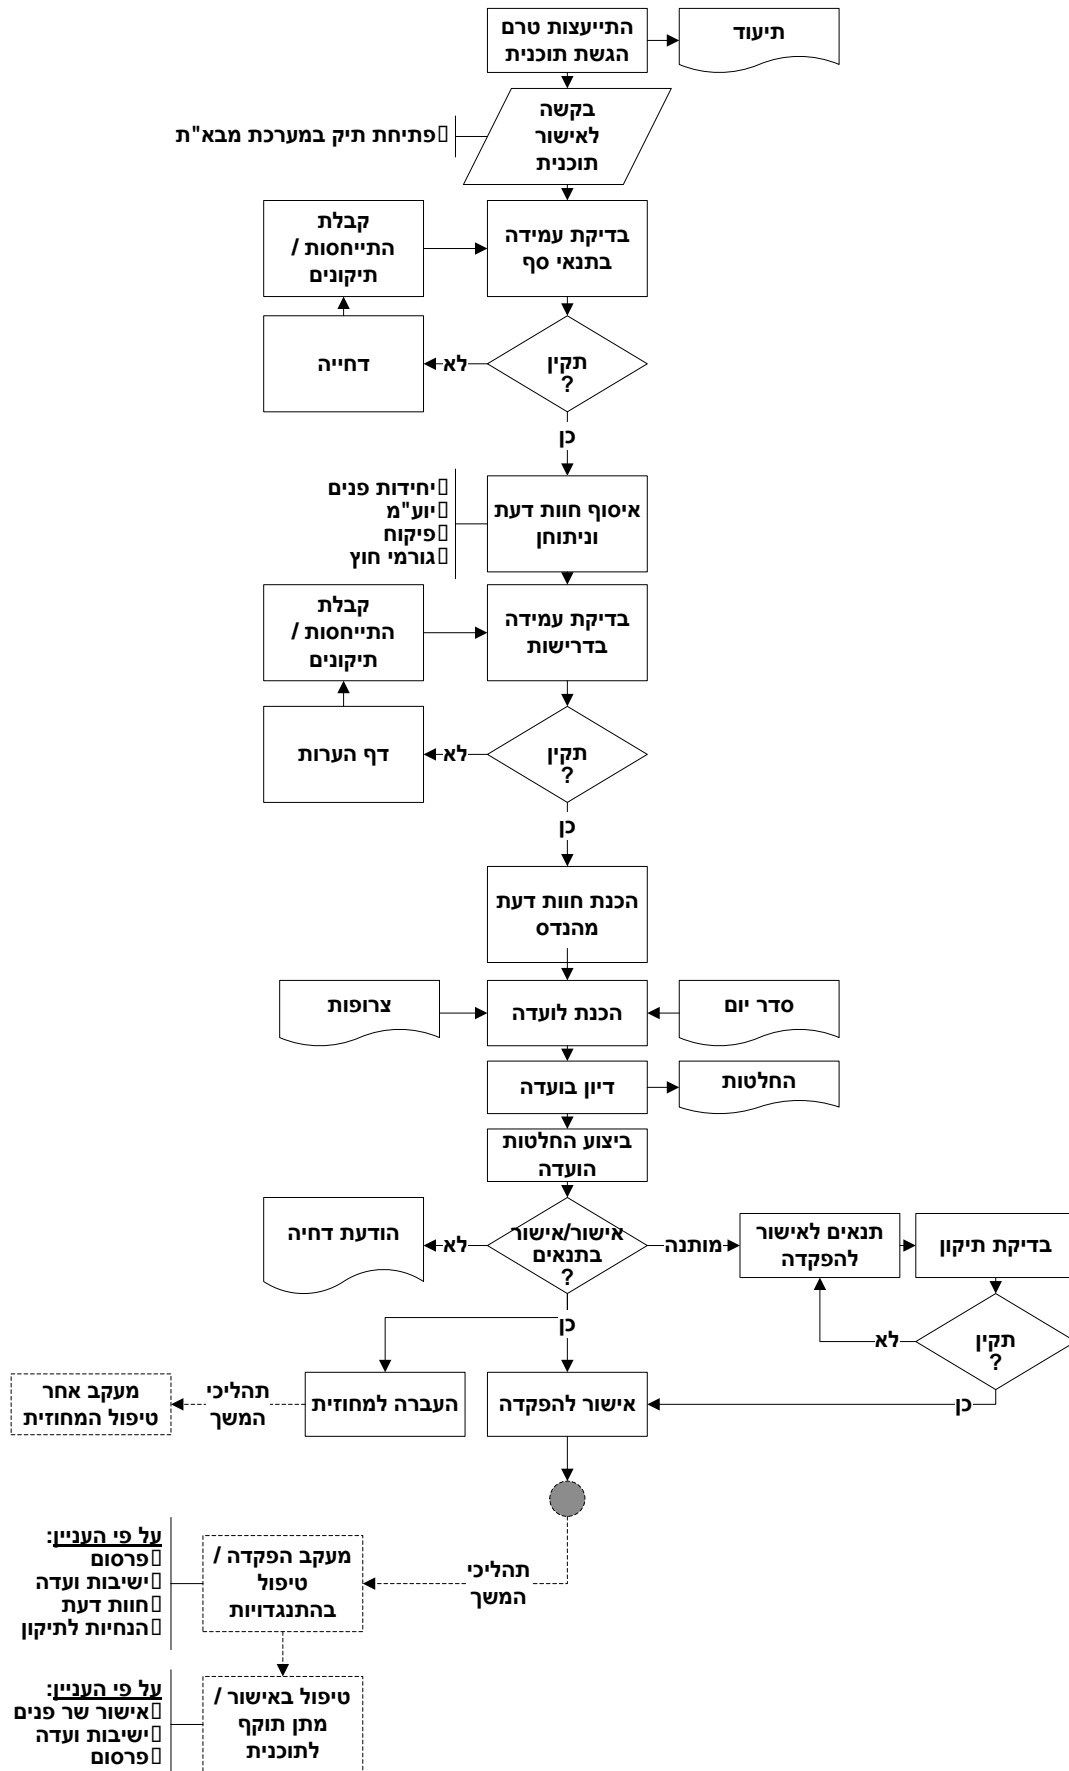 התייעצות טרם
הגשת תוכנית
תיעוד
בקשה
לאישור
תוכנית
פתיחת תיק במערכת מבא"ת
בדיקת עמידה
בתנאי סף
קבלת
התייחסות /
תיקונים
תקין
?
לא
דחייה
כן
איסוף חוות דעת
וניתוחן
יחידות פנים
יוע"מ
פיקוח
גורמי חוץ
בדיקת עמידה
בדרישות
קבלת
התייחסות /
תיקונים
תקין
?
לא
דף הערות
כן
הכנת חוות דעת
מהנדס
סדר יום
הכנת לועדה
צרופות
דיון בועדה
החלטות
ביצוע החלטות
הועדה
אישור/אישור
בתנאים
?
לא
הודעת דחיה
מותנה
תנאים לאישור
להפקדה
בדיקת תיקון
תקין
?
לא
כן
כן
אישור להפקדה
העברה למחוזית
תהליכי
המשך
מעקב אחר
טיפול המחוזית
תהליכי
המשך
מעקב הפקדה /
טיפול
בהתנגדויות
על פי העניין:
פרסום
ישיבות ועדה
חוות דעת
הנחיות לתיקון
טיפול באישור /
מתן תוקף
לתוכנית
על פי העניין:
אישור שר פנים
ישיבות ועדה
פרסום